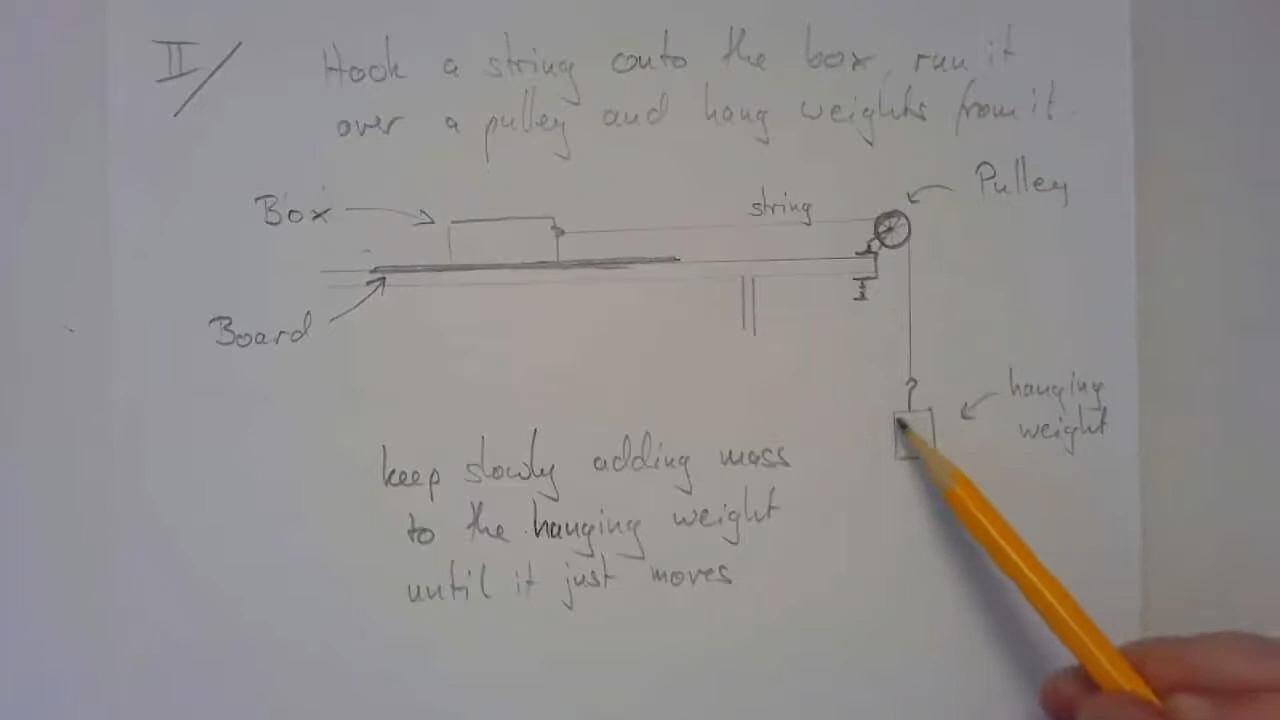 II/ Hook a string onto the box, run it
over a pulley and hang weights from it.
Pulley
Box
string
Board
hanging
weight
keep slowly adding mass
to the hanging weight
until it just moves